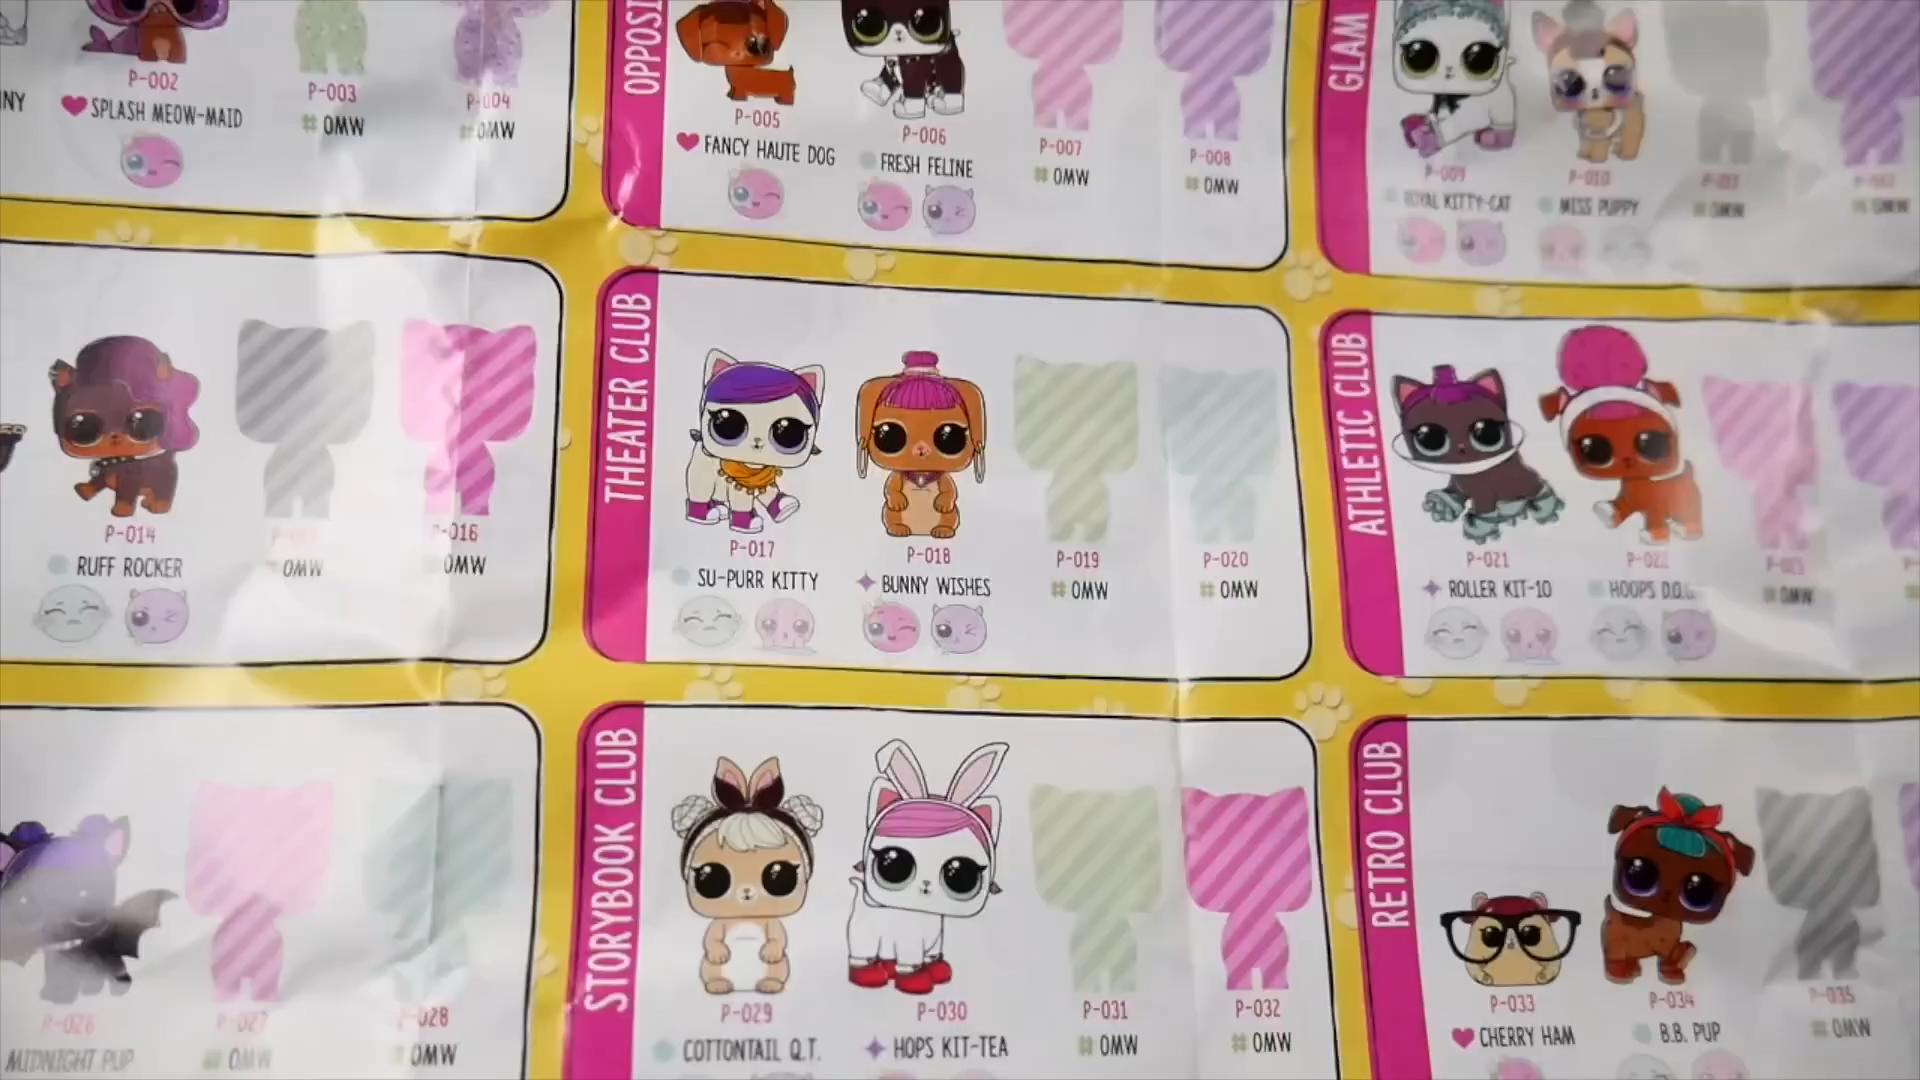 P-002
SPLASH MEOW-MAID
P-003
# OMW
P-004
# OMW
P-005
FANCY HAUTE DOG
P-006
FRESH FELINE
P-007
# OMW
P-008
# OMW
GLAM
P-009
ROYAL KITTY-CAT
P-010
MISS PUPPY
# OMW
# OMW
P-014
RUFF ROCKER
OMW
P-016
OMW
THEATER CLUB
P-017
SU-PURR KITTY
P-018
BUNNY WISHES
P-019
# OMW
P-020
# OMW
ATHLETIC CLUB
P-021
ROLLER KIT-10
P-022
HOOPS D.O.G.
P-023
# OMW
P-026
MIDNIGHT PUP
P-027
# OMW
P-028
# OMW
STORYBOOK CLUB
P-029
COTTONTAIL Q.T.
P-030
HOPS KIT-TEA
P-031
# OMW
P-032
# OMW
RETRO CLUB
P-033
CHERRY HAM
P-034
B.B. PUP
P-035
# OMW